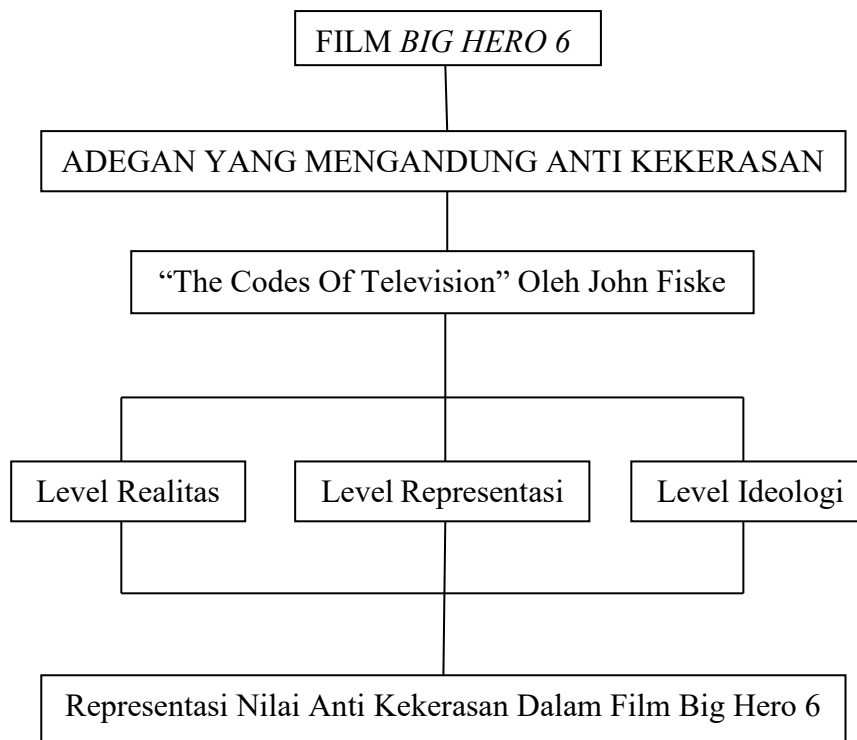 FILM BIG HERO 6
ADEGAN YANG MENGANDUNG ANTI KEKERASAN
“The Codes Of Television” Oleh John Fiske
Level Realitas
Level Representasi
Level Ideologi
Representasi Nilai Anti Kekerasan Dalam Film Big Hero 6